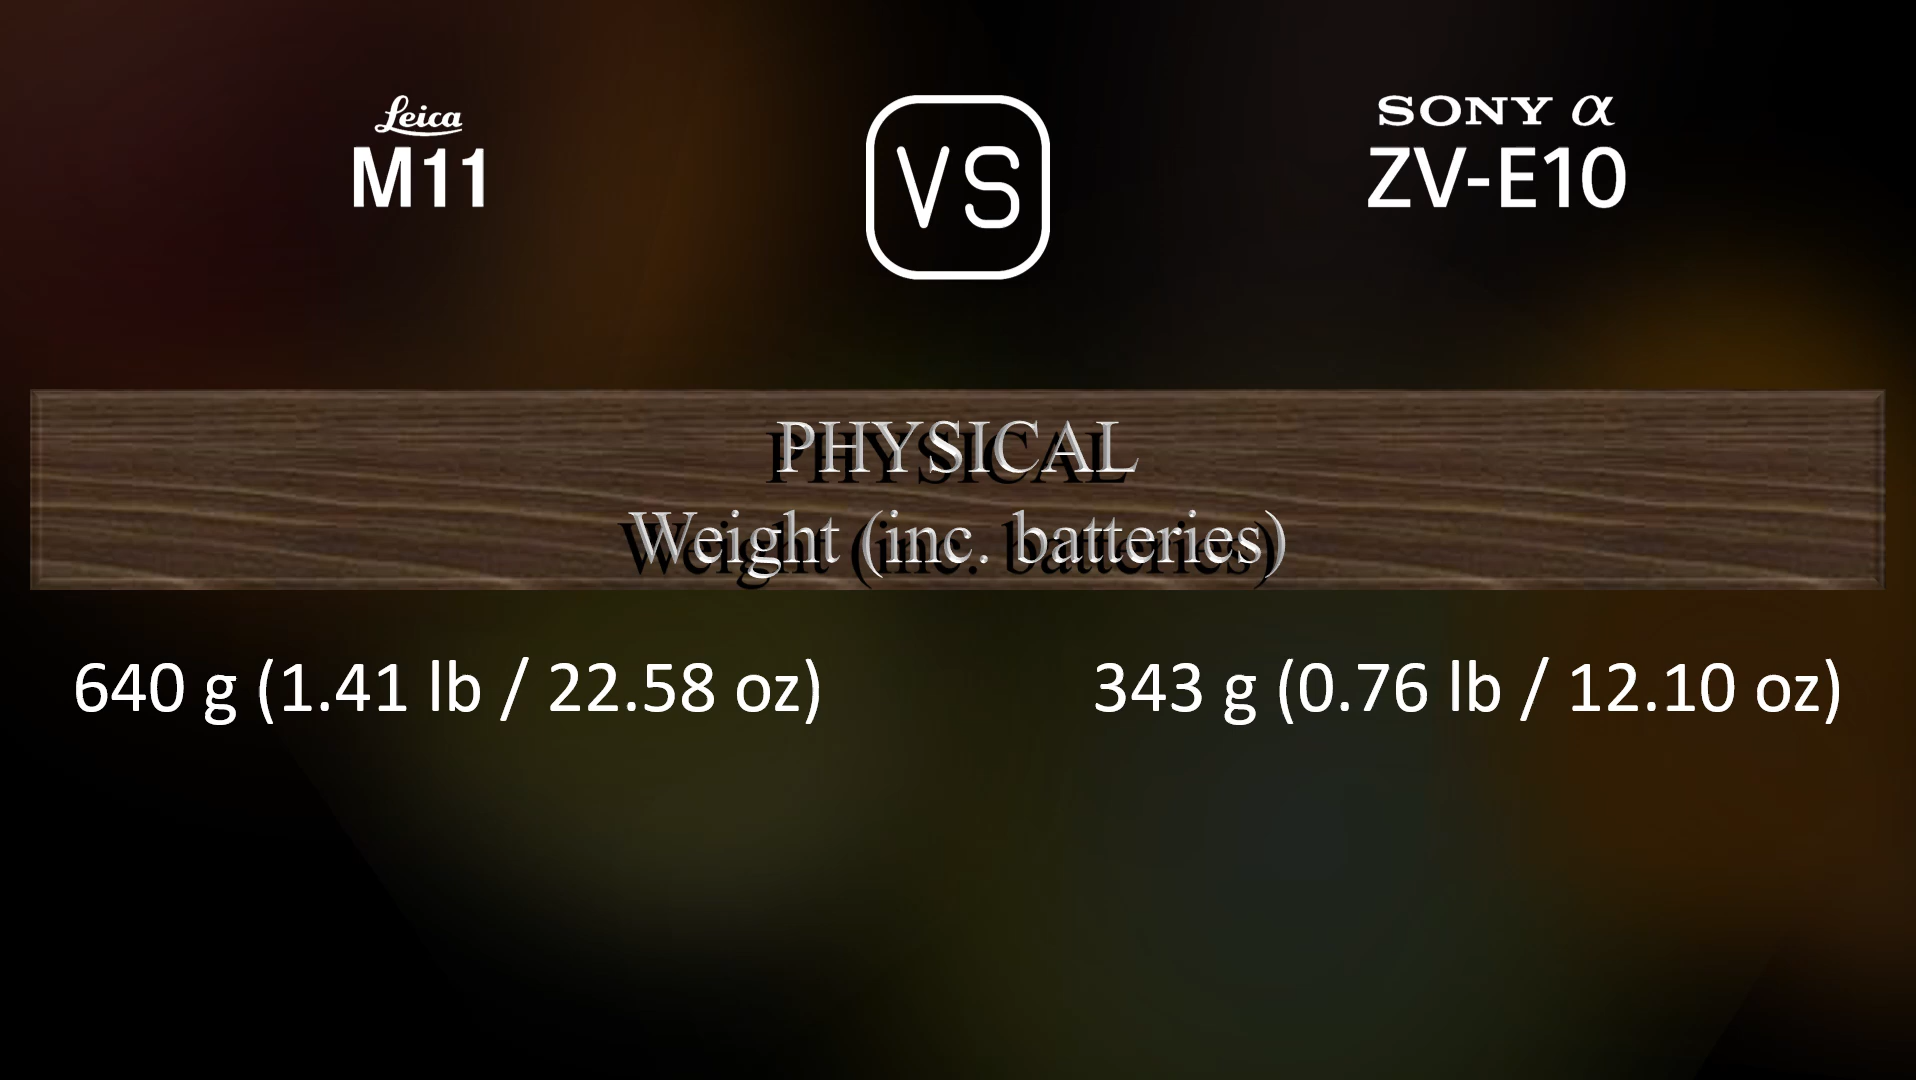 Leica
M11
VS
SONY α
ZV-E10
PHYSICAL
Weight (inc. batteries)
640 g (1.41 lb / 22.58 oz)
343 g (0.76 lb / 12.10 oz)